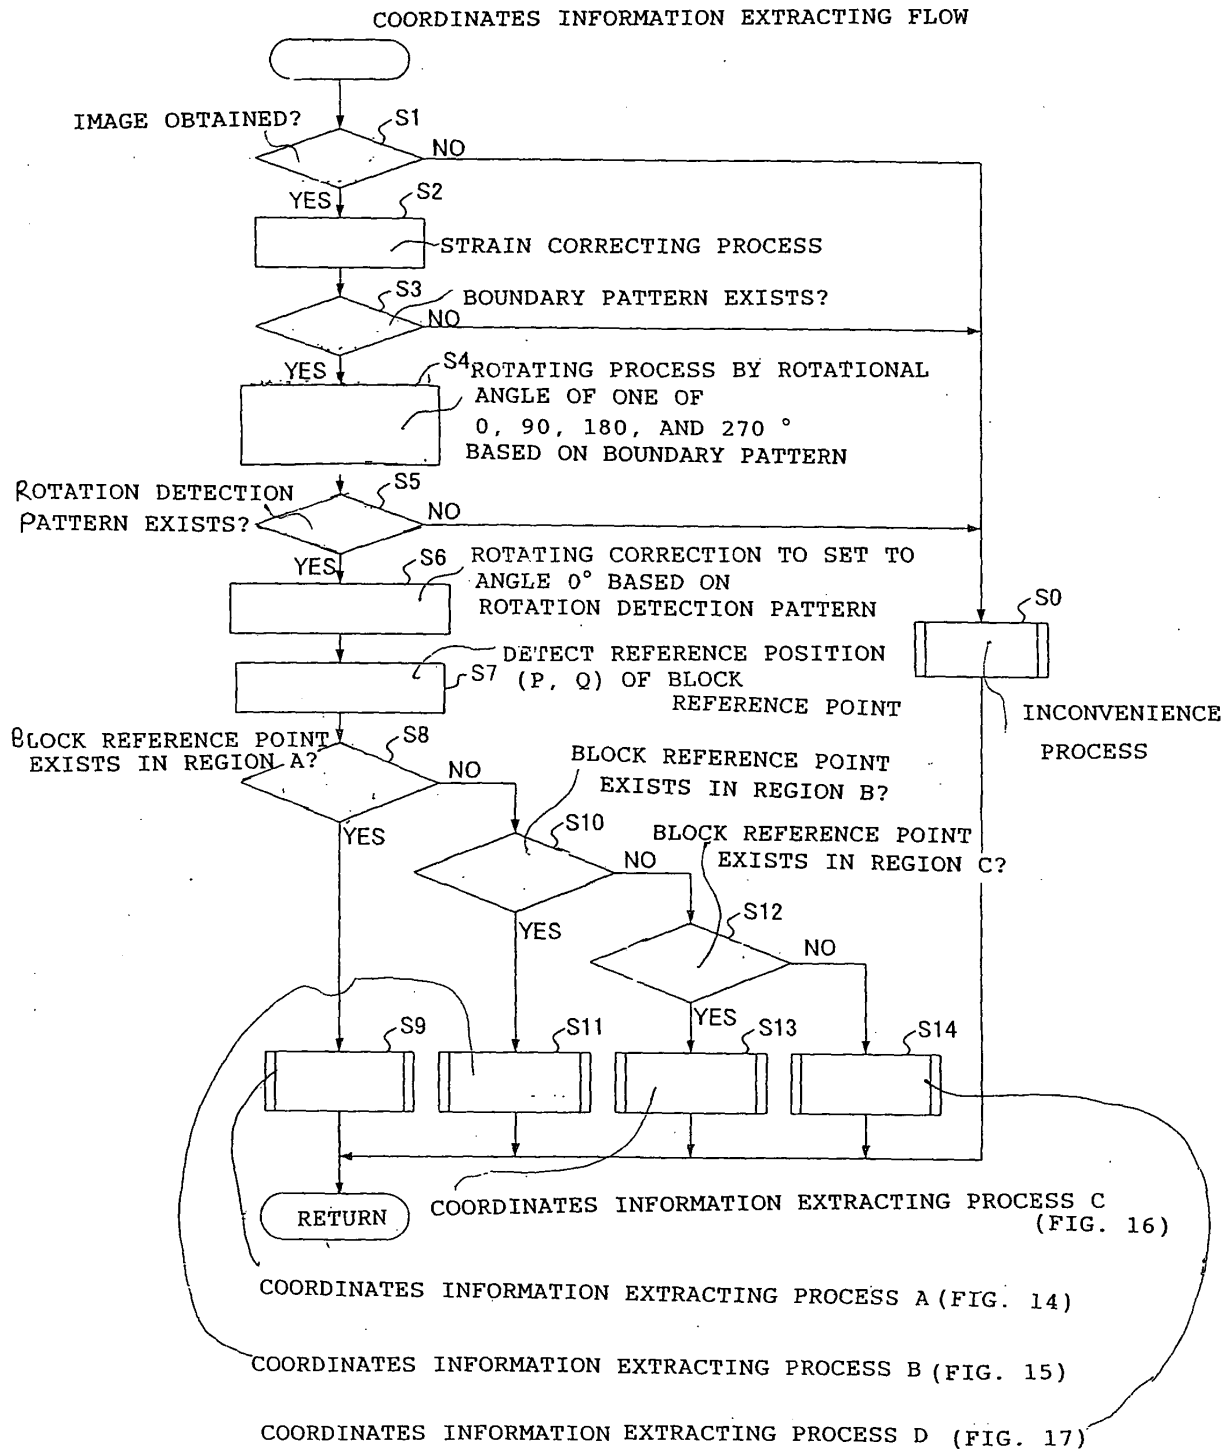 COORDINATES INFORMATION EXTRACTING FLOW
IMAGE OBTAINED?
S1
NO
YES
S2
STRAIN CORRECTING PROCESS
S3
BOUNDARY PATTERN EXISTS?
NO
YES
S4
ROTATING PROCESS BY ROTATIONAL
ANGLE OF ONE OF
0, 90, 180, AND 270 °
BASED ON BOUNDARY PATTERN
ROTATION DETECTION
PATTERN EXISTS?
S5
NO
YES
S6
ROTATING CORRECTION TO SET TO
ANGLE 0° BASED ON
ROTATION DETECTION PATTERN
S0
INCONVENIENCE
PROCESS
S7
DETECT REFERENCE POSITION
(P, Q) OF BLOCK
REFERENCE POINT
BLOCK REFERENCE POINT
EXISTS IN REGION A?
S8
NO
YES
BLOCK REFERENCE POINT
EXISTS IN REGION B?
S10
NO
YES
BLOCK REFERENCE POINT
EXISTS IN REGION C?
S12
NO
YES
S9
S11
S13
S14
RETURN
COORDINATES INFORMATION EXTRACTING PROCESS C
(FIG. 16)
COORDINATES INFORMATION EXTRACTING PROCESS A (FIG. 14)
COORDINATES INFORMATION EXTRACTING PROCESS B (FIG. 15)
COORDINATES INFORMATION EXTRACTING PROCESS D (FIG. 17)